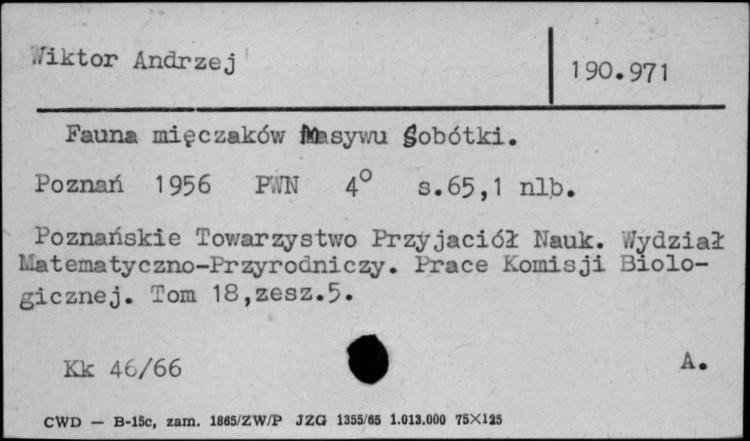 Wiktor Andrzej
190.971
Fauna mięczaków Masywu Sobótki.
Poznań 1956 PWN 4° s.65,1 nlb.
Poznańskie Towarzystwo Przyjaciół Nauk. Wydział
Matematyczno-Przyrodniczy. Prace Komisji Biolo-
gicznej. Tom 18,zesz.5.
Kk 46/66
A.
CWD — B-15c, zam. 1865/ZW/P JZG 1355/65 1.013.000 75×125